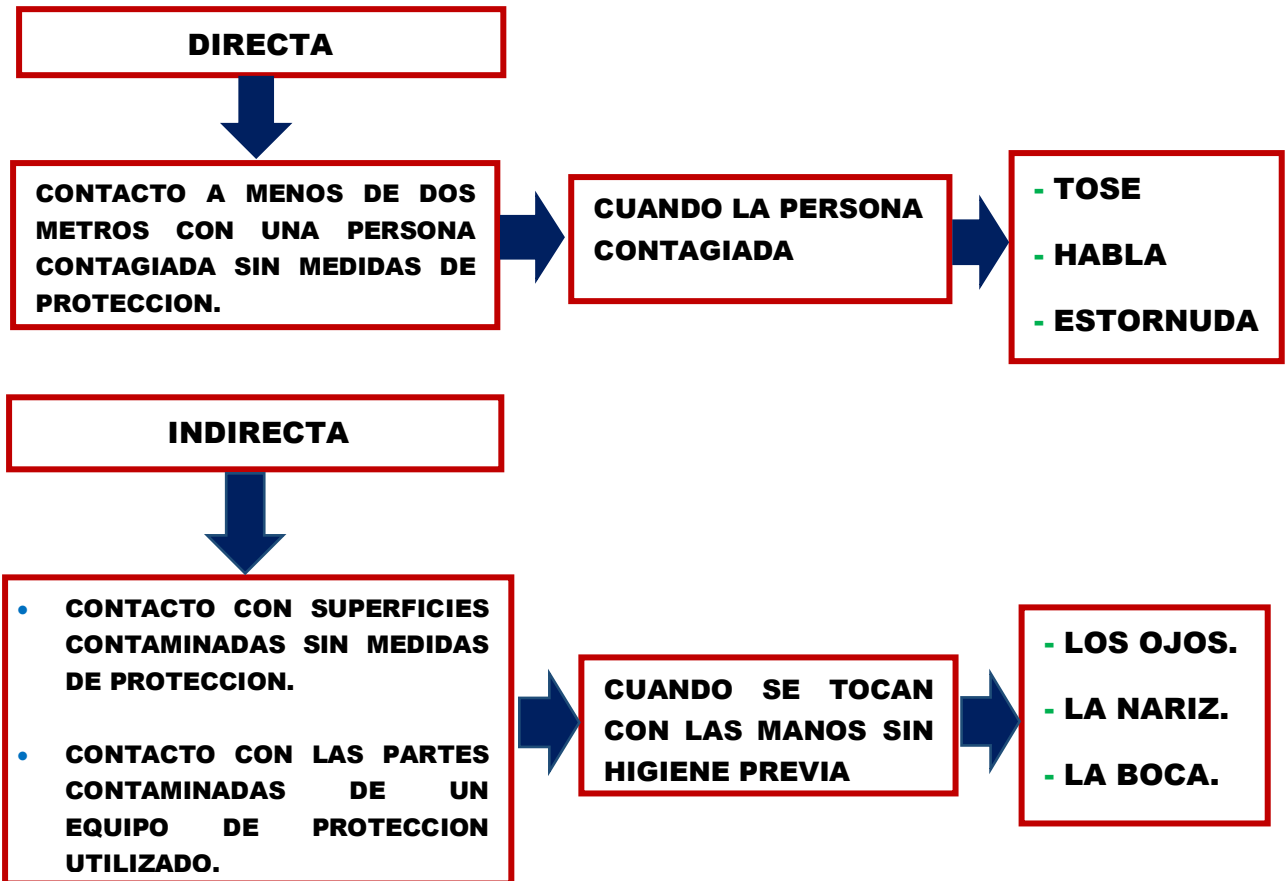 DIRECTA
CONTACTO A MENOS DE DOS
METROS CON UNA PERSONA
CONTAGIADA SIN MEDIDAS DE
PROTECCION.
CUANDO LA PERSONA
CONTAGIADA
- TOSE
- HABLA
- ESTORNUDA
INDIRECTA
• CONTACTO CON SUPERFICIES
CONTAMINADAS SIN MEDIDAS
DE PROTECCION.
• CONTACTO CON LAS PARTES
CONTAMINADAS DE UN
EQUIPO DE PROTECCION
UTILIZADO.
CUANDO SE TOCAN
CON LAS MANOS SIN
HIGIENE PREVIA
- LOS OJOS.
- LA NARIZ.
- LA BOCA.